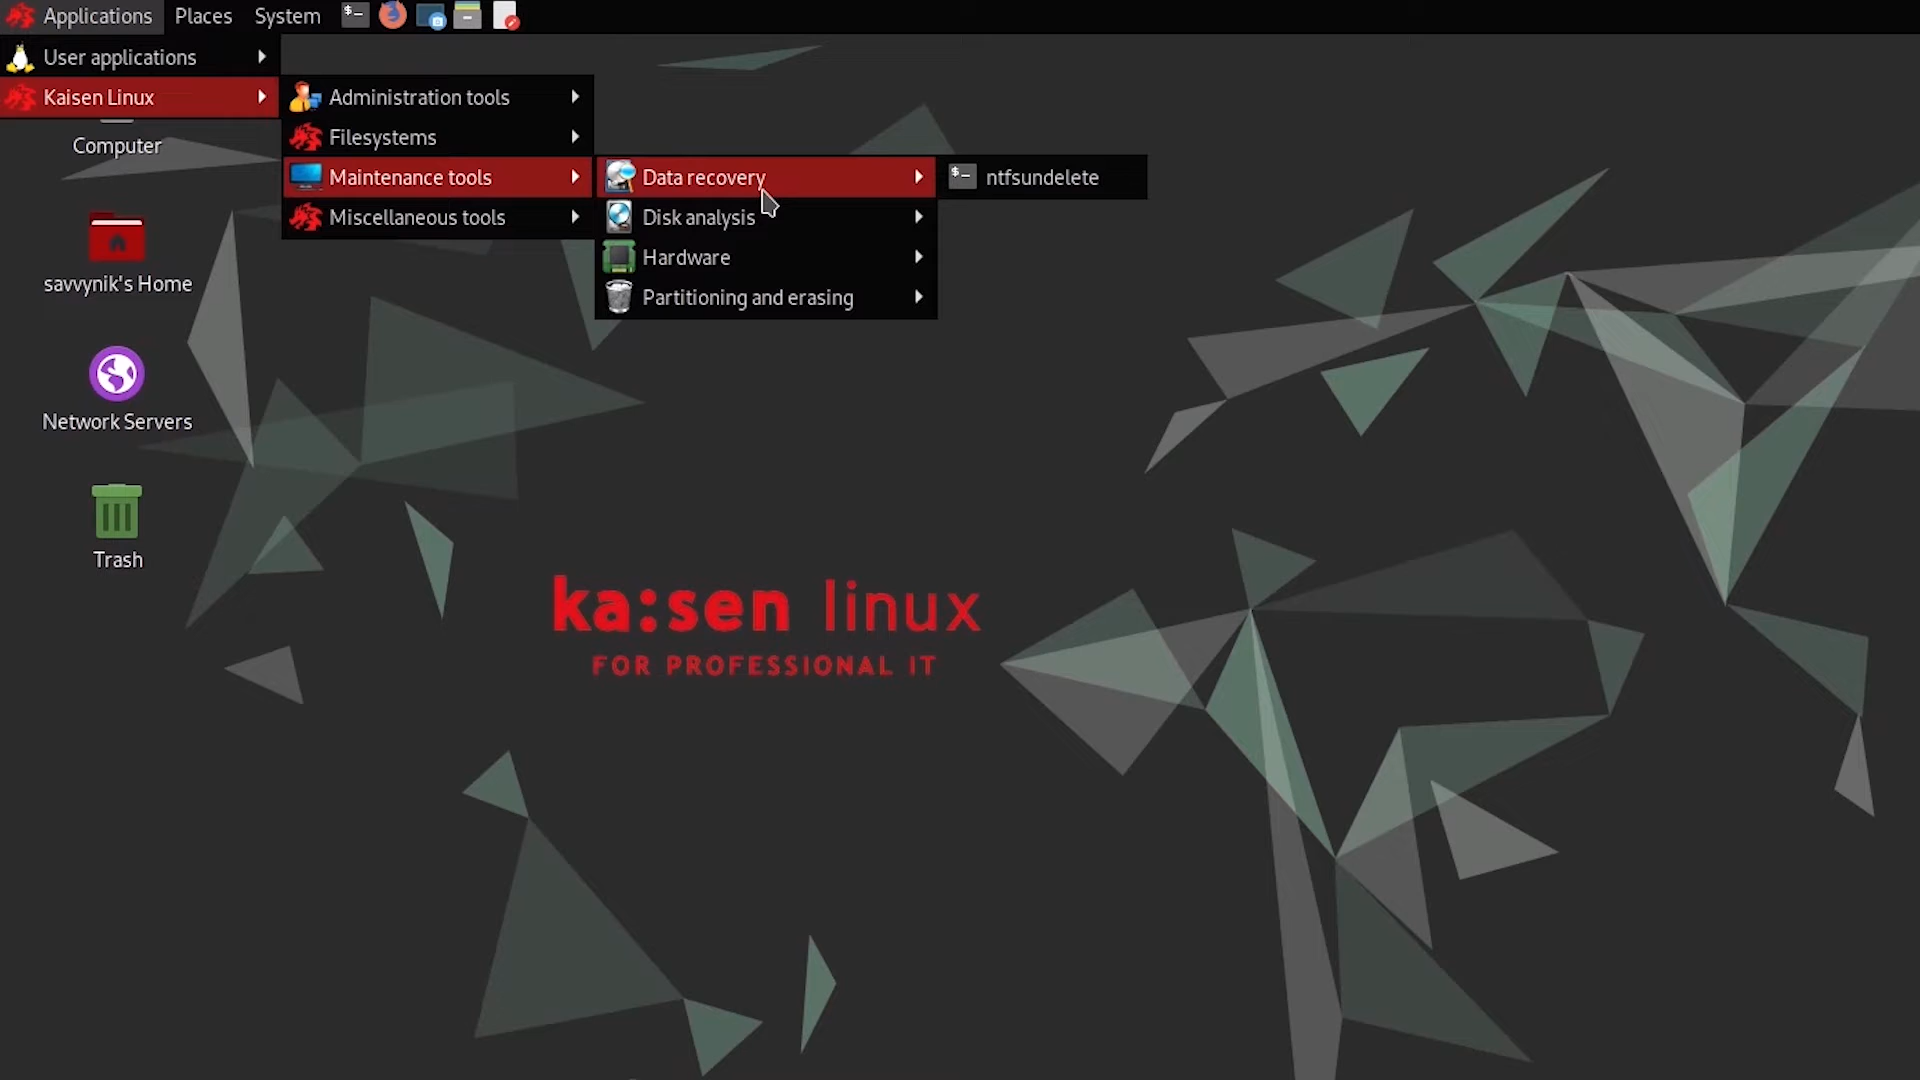 Applications Places System
User applications
Kaisen Linux
Administration tools
Filesystems
Maintenance tools
Miscellaneous tools
Data recovery
Disk analysis
Hardware
Partitioning and erasing
ntfsundelete
Computer
savvynik's Home
Network Servers
Trash
ka:sen linux
FOR PROFESSIONAL IT